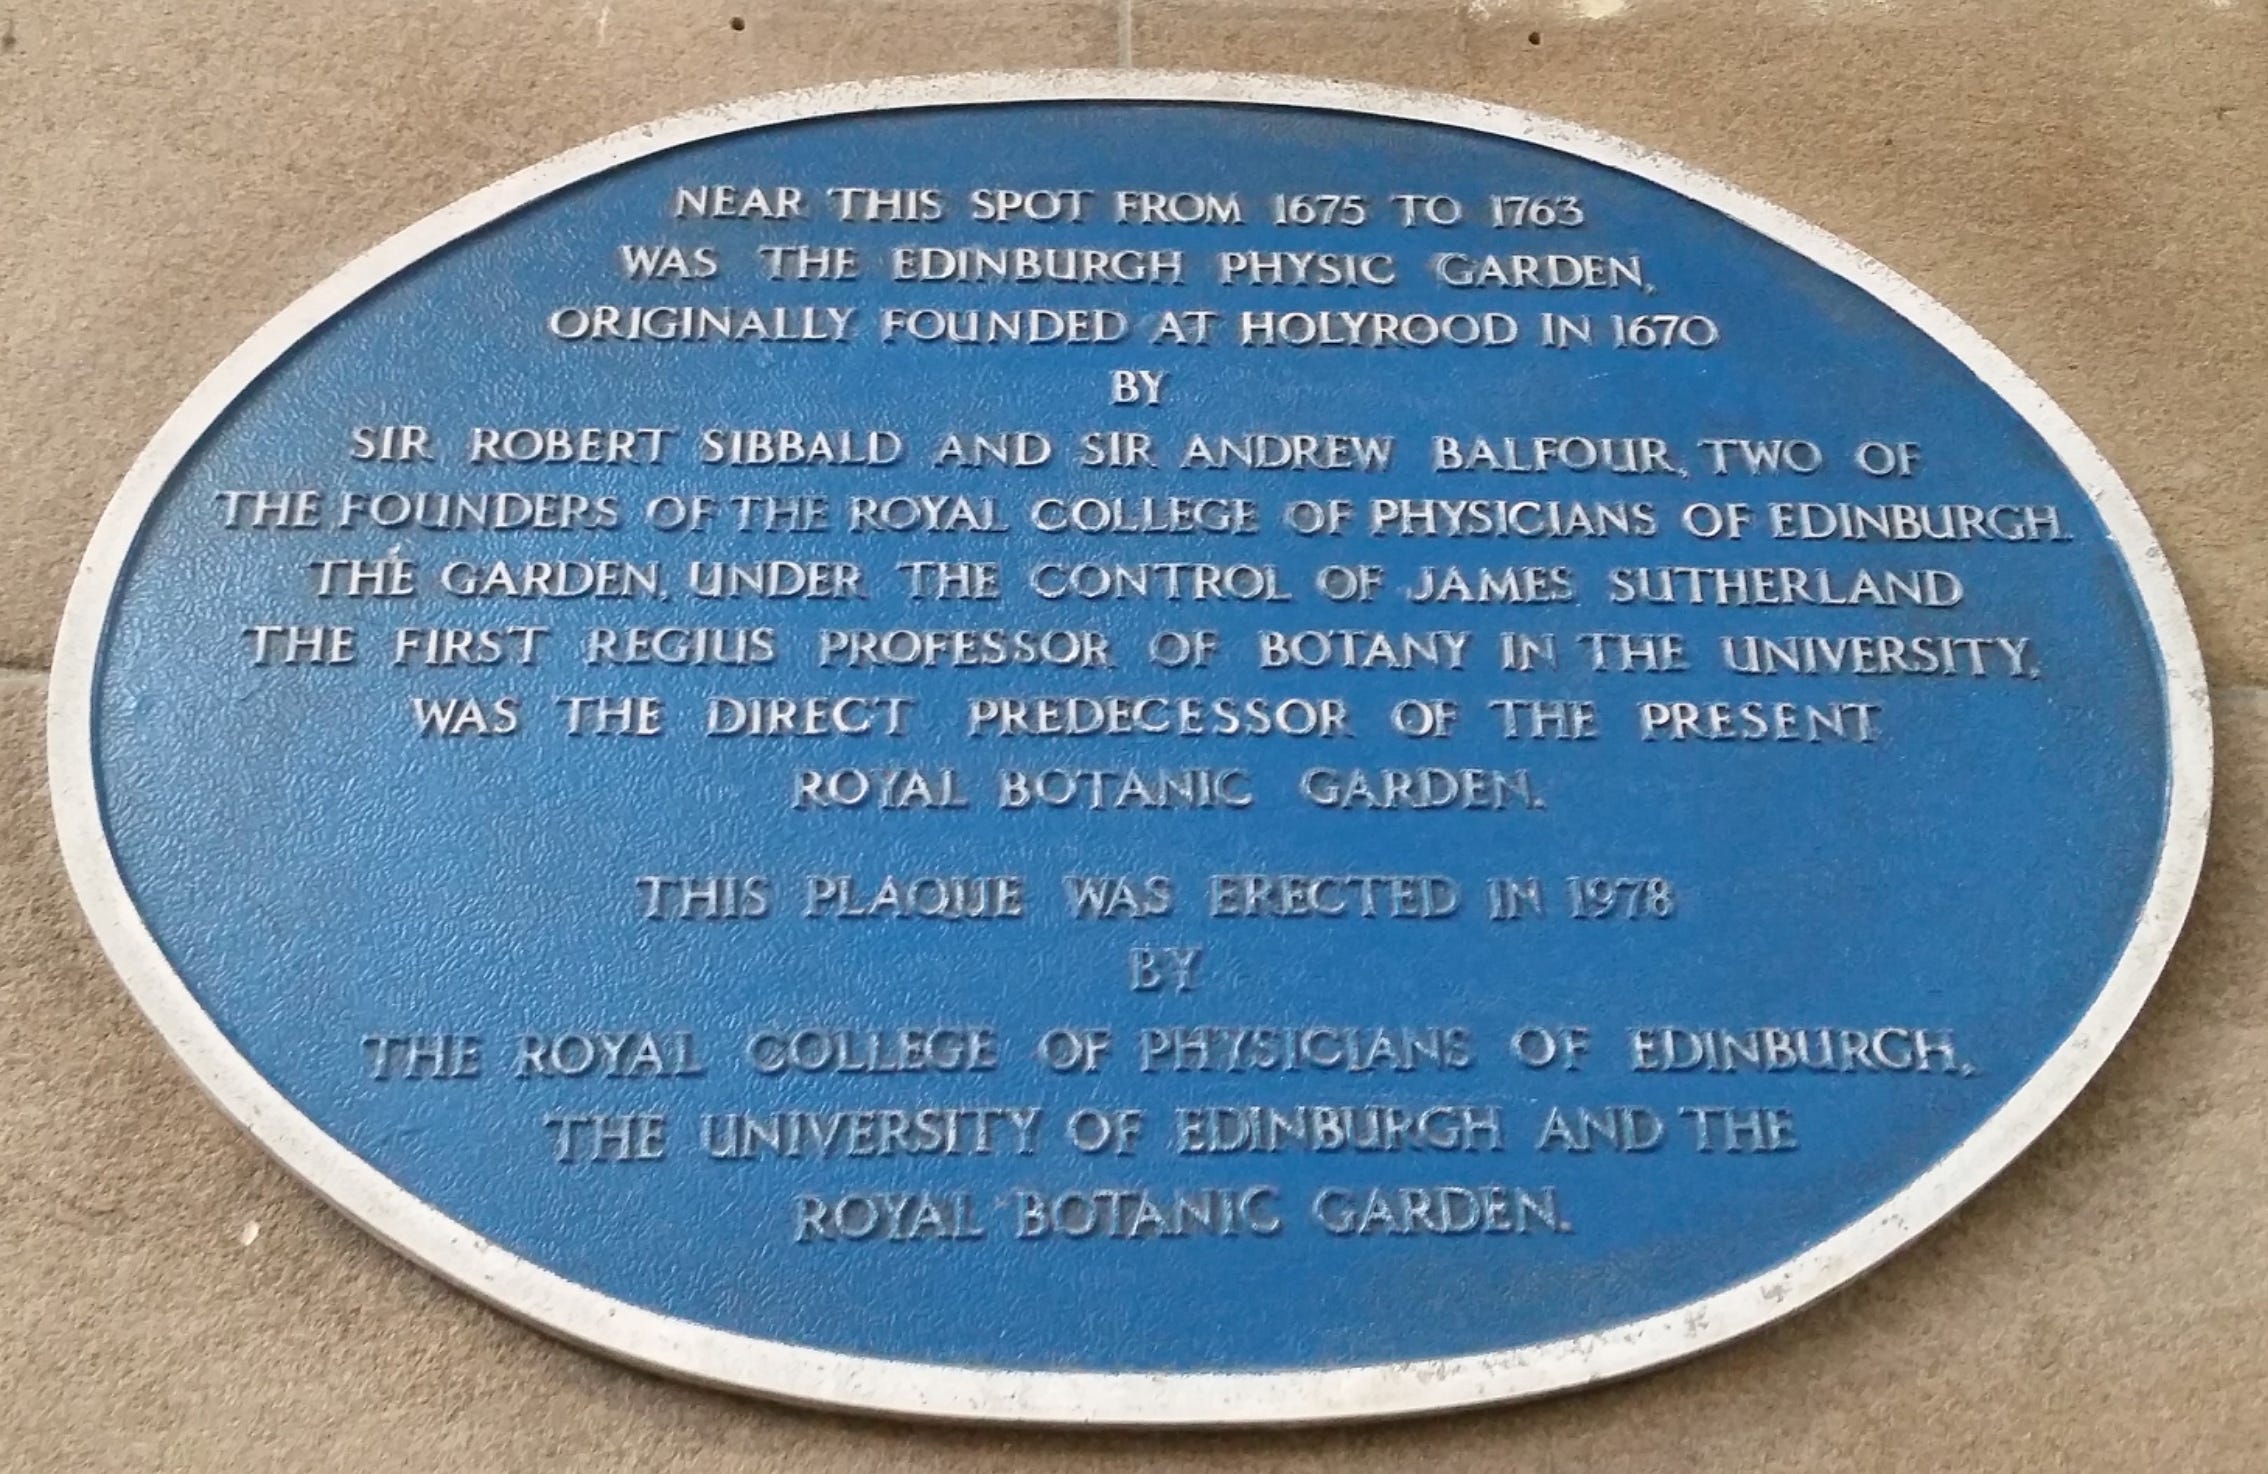 NEAR THIS SPOT FROM 1675 TO 1763
WAS THE EDINBURGH PHYSIC GARDEN,
ORIGINALLY FOUNDED AT HOLYROOD IN 1670
BY
SIR ROBERT SIBBALD AND SIR ANDREW BALFOUR, TWO OF
THE FOUNDERS OF THE ROYAL COLLEGE OF PHYSICIANS OF EDINBURGH.
THE GARDEN, UNDER THE CONTROL OF JAMES SUTHERLAND
THE FIRST REGIUS PROFESSOR OF BOTANY IN THE UNIVERSITY,
WAS THE DIRECT PREDECESSOR OF THE PRESENT
ROYAL BOTANIC GARDEN.
THIS PLAQUE WAS ERECTED IN 1978
BY
THE ROYAL COLLEGE OF PHYSICIANS OF EDINBURGH,
THE UNIVERSITY OF EDINBURGH AND THE
ROYAL BOTANIC GARDEN.